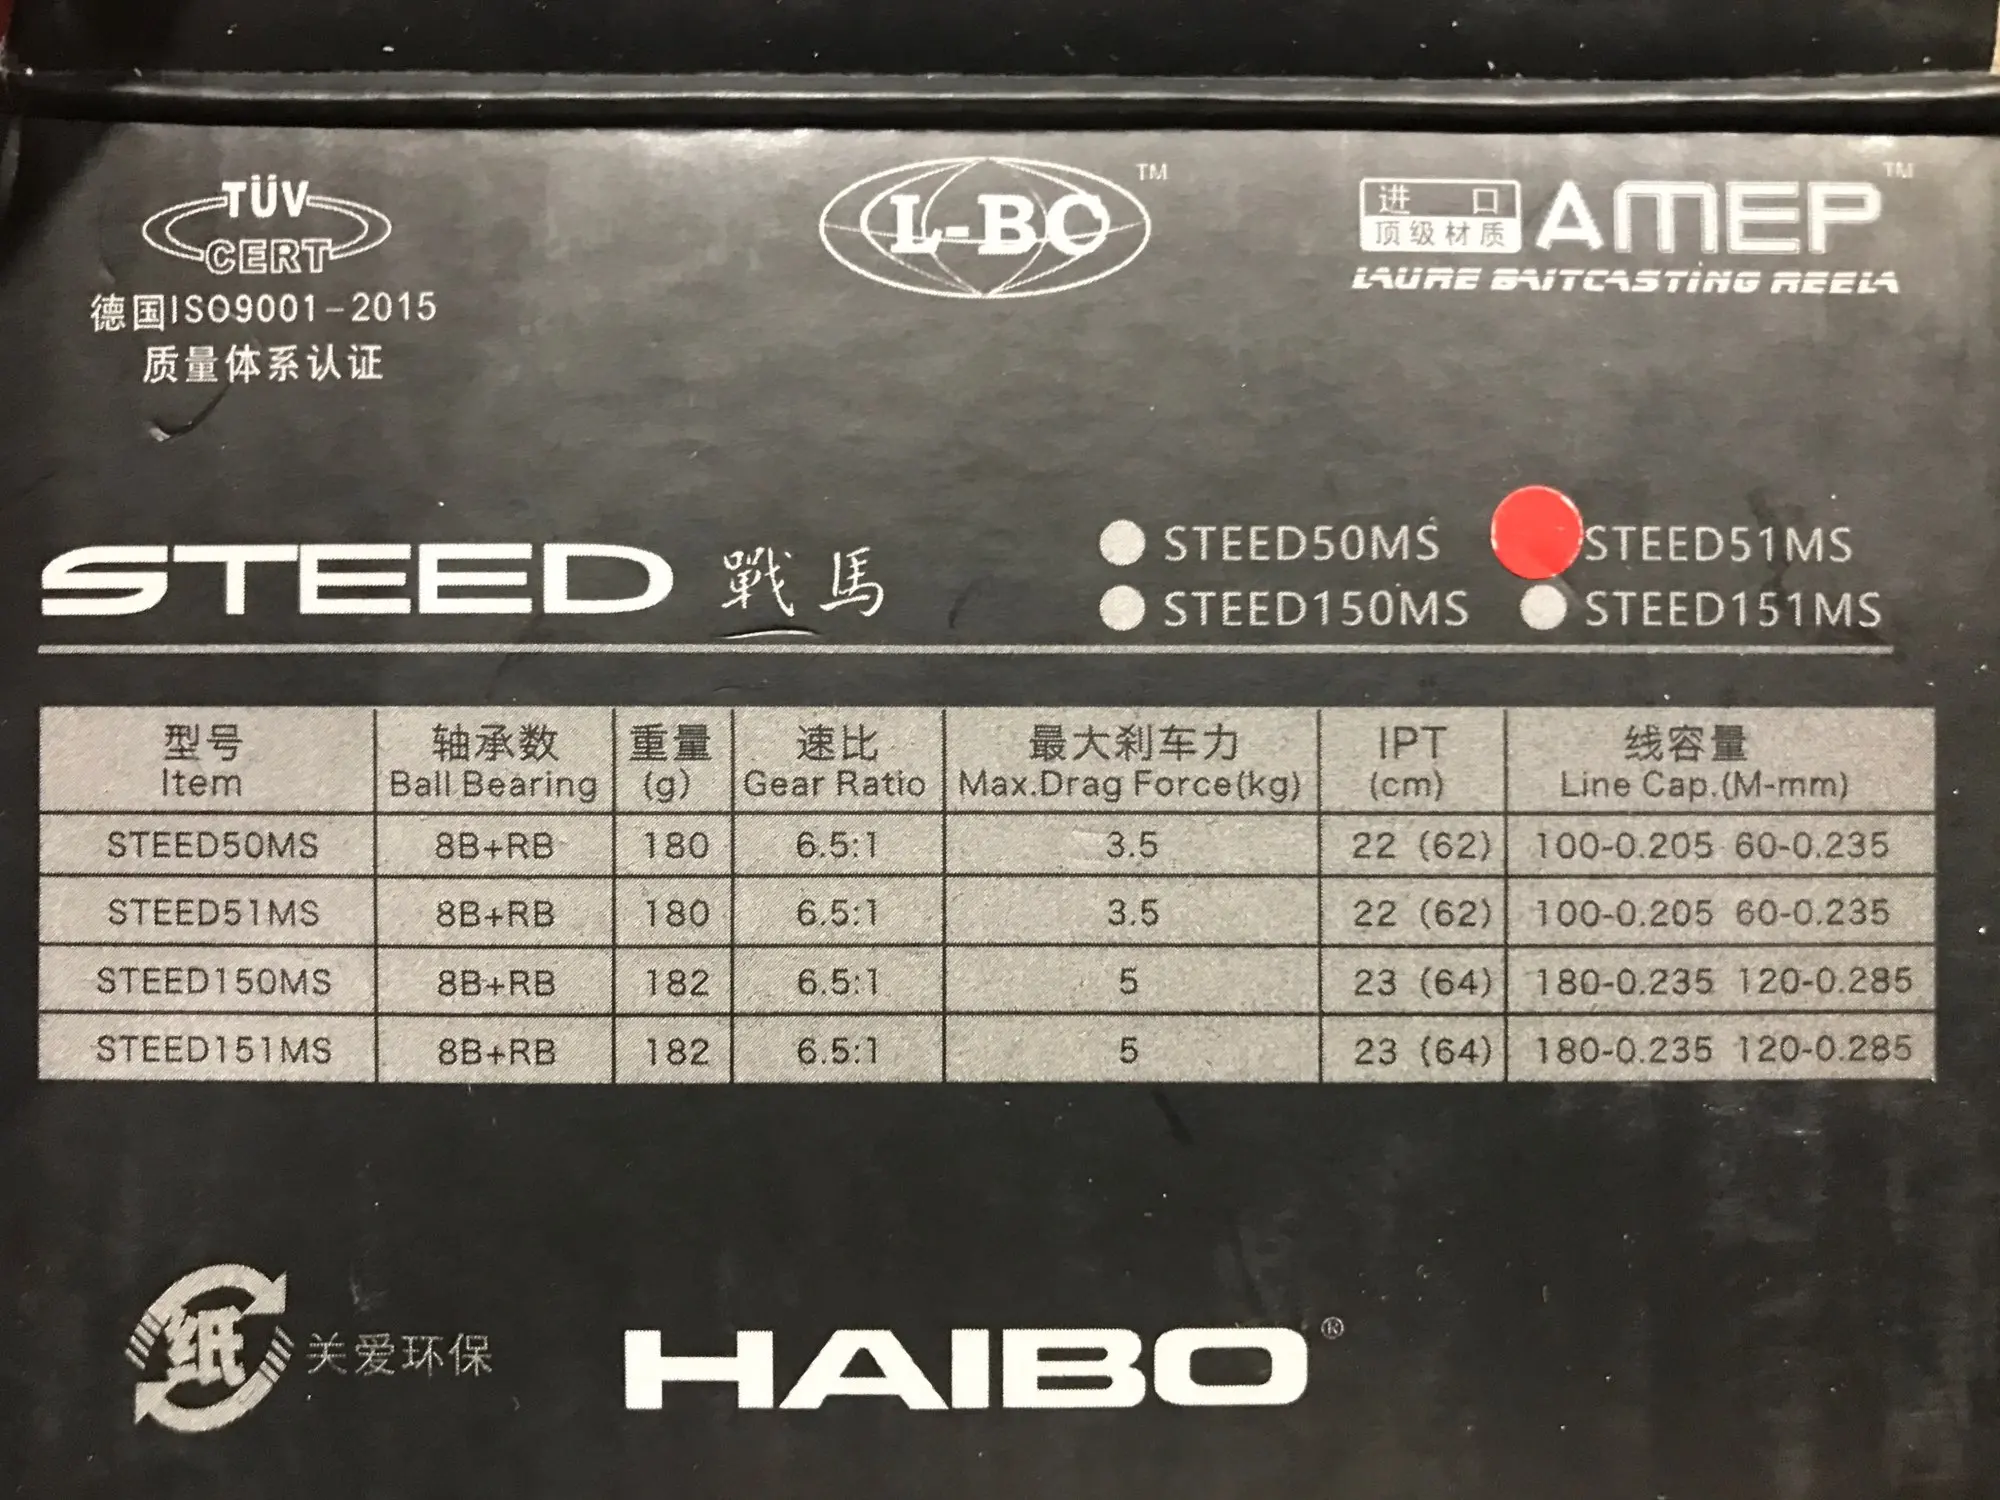 TÜV
CERT
德国ISO9001-2015
质量体系认证
L-BC™
进口
顶级材质
AMEP™
LAURE BAITCASTING REELA
STEED 戰馬
STEED50MS STEED51MS
STEED150MS STEED151MS
型号 轴承数 重量 速比 最大刹车力 IPT 线容量
Item Ball Bearing (g) Gear Ratio Max.Drag Force(kg) (cm) Line Cap.(M-mm)
STEED50MS 8B+RB 180 6.5:1 3.5 22 (62) 100-0.205 60-0.235
STEED51MS 8B+RB 180 6.5:1 3.5 22 (62) 100-0.205 60-0.235
STEED150MS 8B+RB 182 6.5:1 5 23 (64) 180-0.235 120-0.285
STEED151MS 8B+RB 182 6.5:1 5 23 (64) 180-0.235 120-0.285
纸 关爱环保
HAIBO®